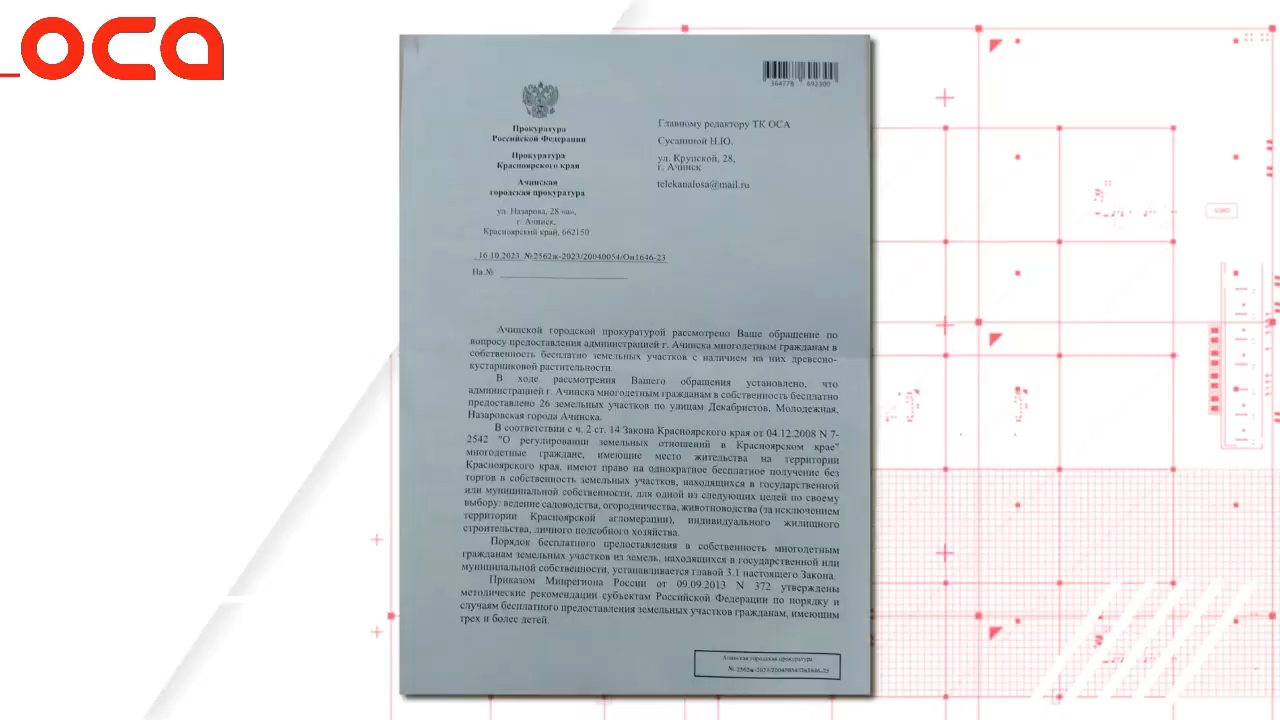 оса
364778 692300
Прокуратура
Российской Федерации
Прокуратура
Красноярского края
Ачинская
городская прокуратура
ул. Назарова, 28 «а»,
г. Ачинск,
Красноярский край, 662150
16.10.2023 №2562ж-2023/20040054/Он1646-23
На №
Главному редактору ТК ОСА
Сусаниной Н.Ю.
ул. Крупской, 28,
г. Ачинск
telekanalosa@mail.ru
Ачинской городской прокуратурой рассмотрено Ваше обращение по
вопросу предоставления администрацией г. Ачинска многодетным гражданам в
собственность бесплатно земельных участков с наличием на них древесно-
кустарниковой растительности.
В ходе рассмотрения Вашего обращения установлено, что
администрацией г. Ачинска многодетным гражданам в собственность бесплатно
предоставлено 26 земельных участков по улицам Декабристов, Молодежная,
Назаровская города Ачинска.
В соответствии с ч. 2 ст. 14 Закона Красноярского края от 04.12.2008 N 7-
2542 "О регулировании земельных отношений в Красноярском крае"
многодетные граждане, имеющие место жительства на территории
Красноярского края, имеют право на однократное бесплатное получение без
торгов в собственность земельных участков, находящихся в государственной
или муниципальной собственности, для одной из следующих целей по своему
выбору: ведение садоводства, огородничества, животноводства (за исключением
территории Красноярской агломерации), индивидуального жилищного
строительства, личного подсобного хозяйства.
Порядок бесплатного предоставления в собственность многодетным
гражданам земельных участков из земель, находящихся в государственной или
муниципальной собственности, устанавливается главой 3.1 настоящего Закона.
Приказом Минрегиона России от 09.09.2013 N 372 утверждены
методические рекомендации субъектам Российской Федерации по порядку и
случаям бесплатного предоставления земельных участков гражданам, имеющим
трех и более детей.
Ачинская городская прокуратура
№ 2562ж-2023/20040054/Он1646-23